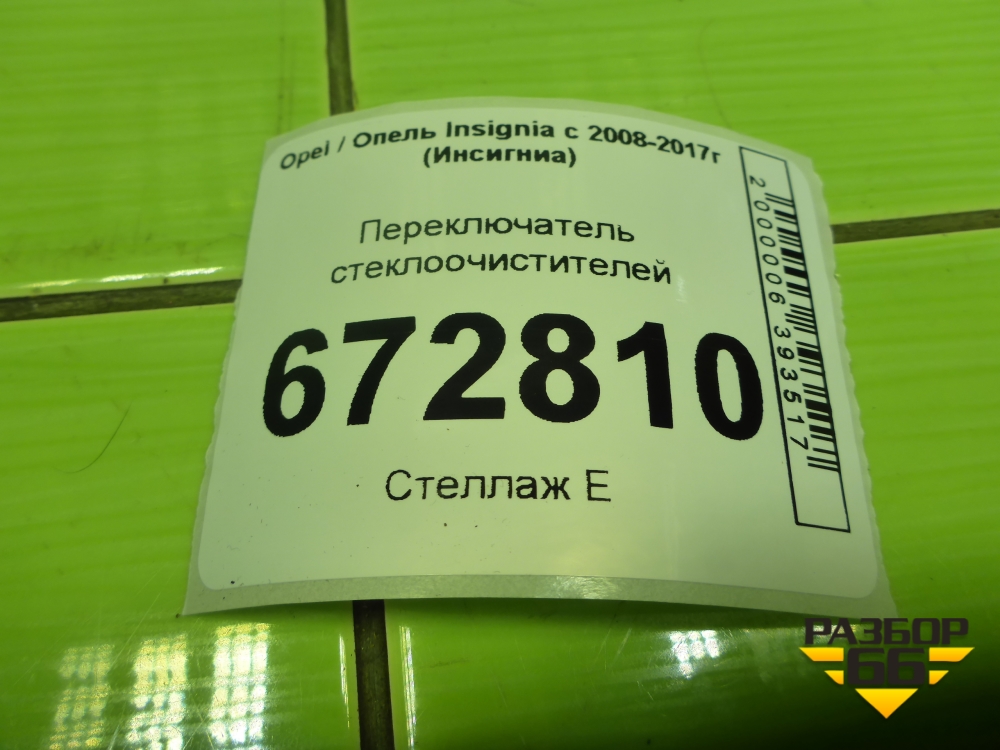 Opel / Опель Insignia с 2008-2017г
(Инсигниа)
Переключатель
стеклоочистителей
672810
Стеллаж Е
2000006393517
РАЗБОР
66